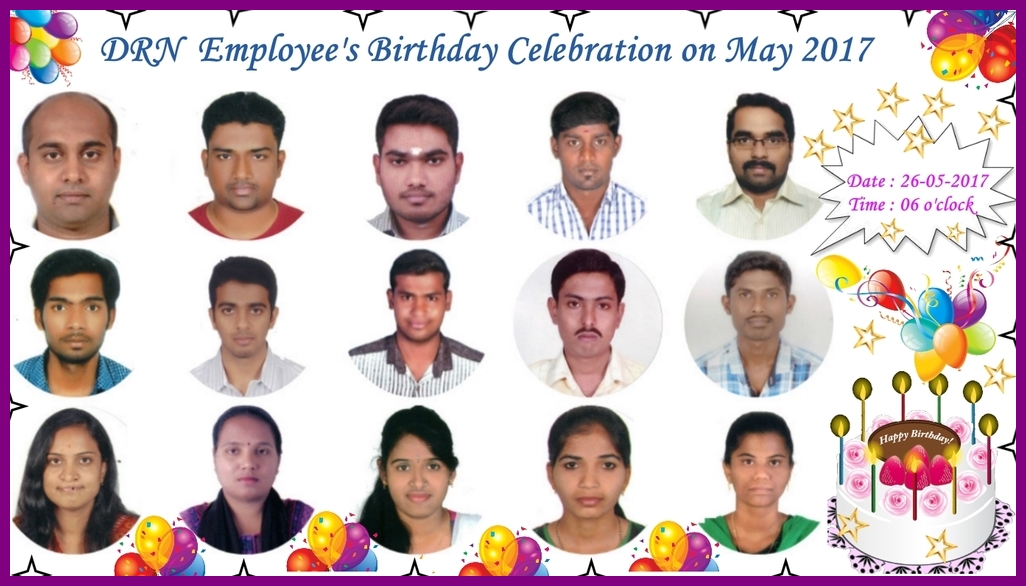 DRN Employee's Birthday Celebration on May 2017
Date : 26-05-2017
Time : 06 o'clock
Happy Birthday!